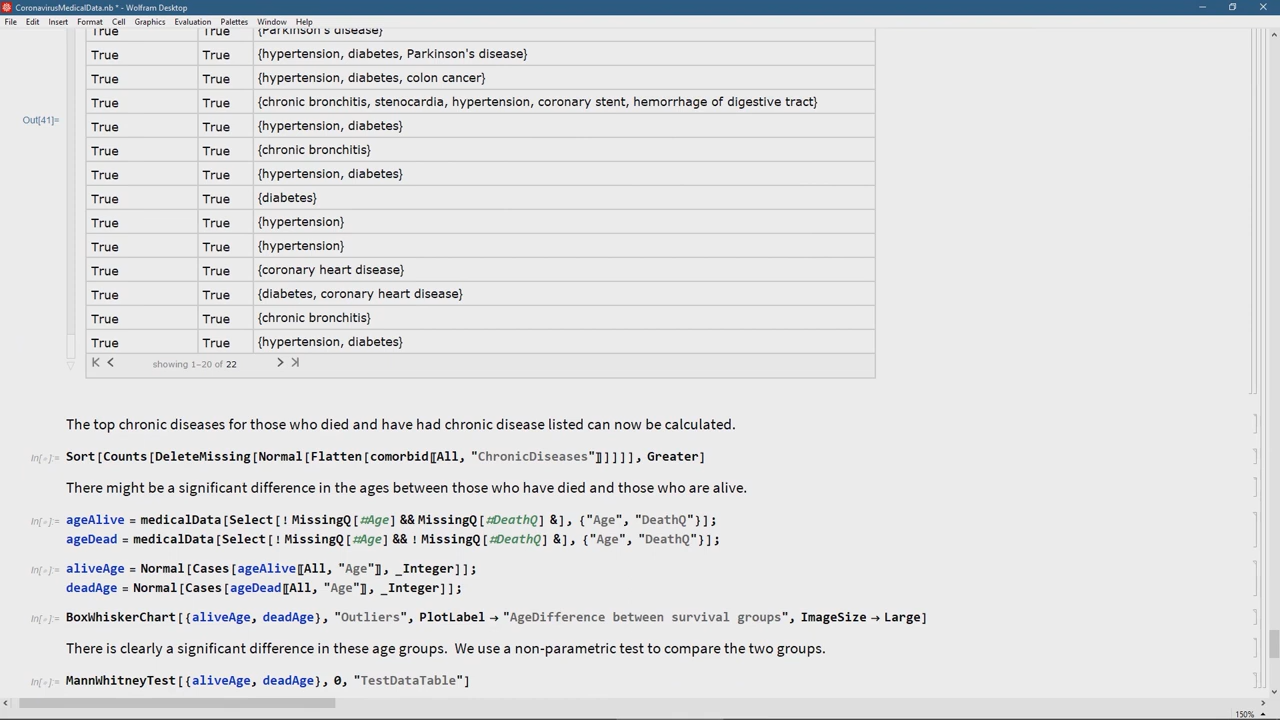 CoronavirusMedicalData.nb * - Wolfram Desktop
File Edit Insert Format Cell Graphics Evaluation Palettes Window Help
True True {Parkinson's disease}
True True {hypertension, diabetes, Parkinson's disease}
True True {hypertension, diabetes, colon cancer}
True True {chronic bronchitis, stenocardia, hypertension, coronary stent, hemorrhage of digestive tract}
Out[41]= True True {hypertension, diabetes}
True True {chronic bronchitis}
True True {hypertension, diabetes}
True True {diabetes}
True True {hypertension}
True True {hypertension}
True True {coronary heart disease}
True True {diabetes, coronary heart disease}
True True {chronic bronchitis}
True True {hypertension, diabetes}
showing 1–20 of 22
The top chronic diseases for those who died and have had chronic disease listed can now be calculated.
In[∘]:= Sort[Counts[DeleteMissing[Normal[Flatten[comorbid〚All, "ChronicDiseases"〛]]]], Greater]
There might be a significant difference in the ages between those who have died and those who are alive.
In[∘]:= ageAlive = medicalData[Select[! MissingQ[#Age] && MissingQ[#DeathQ] &], {"Age", "DeathQ"}];
ageDead = medicalData[Select[! MissingQ[#Age] && ! MissingQ[#DeathQ] &], {"Age", "DeathQ"}];
In[∘]:= aliveAge = Normal[Cases[ageAlive〚All, "Age"〛, _Integer]];
deadAge = Normal[Cases[ageDead〚All, "Age"〛, _Integer]];
In[∘]:= BoxWhiskerChart[{aliveAge, deadAge}, "Outliers", PlotLabel → "AgeDifference between survival groups", ImageSize → Large]
There is clearly a significant difference in these age groups. We use a non-parametric test to compare the two groups.
In[∘]:= MannWhitneyTest[{aliveAge, deadAge}, 0, "TestDataTable"]
150%